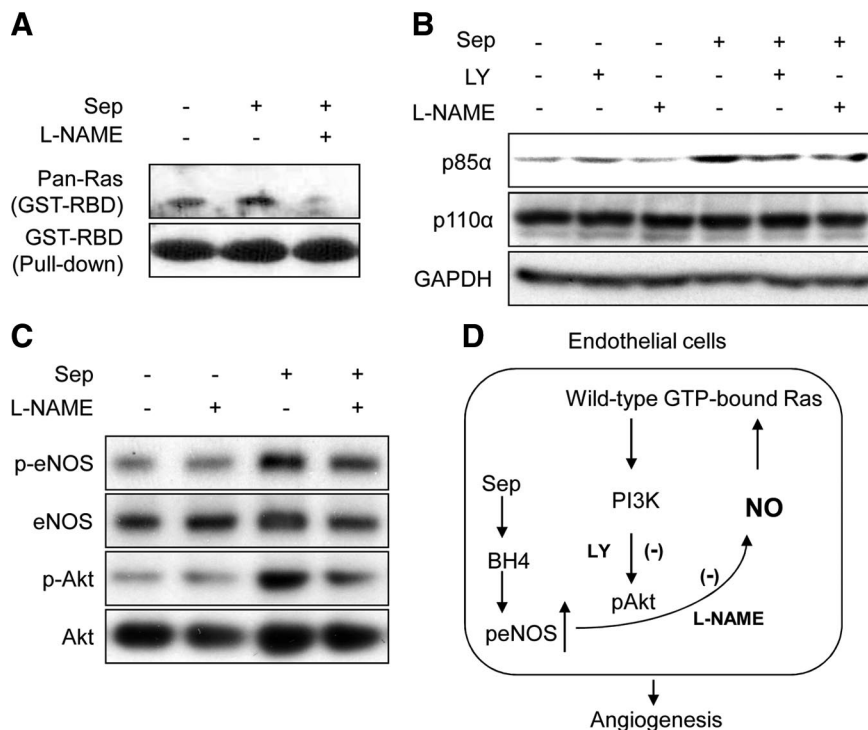 A
Sep - + +
L-NAME - - +
Pan-Ras
(GST-RBD)
GST-RBD
(Pull-down)
B
Sep - - - + + +
LY - + - - + -
L-NAME - - + - - +
p85α
p110α
GAPDH
C
Sep - - + +
L-NAME - + - +
p-eNOS
eNOS
p-Akt
Akt
D
Endothelial cells
Wild-type GTP-bound Ras
Sep
PI3K
NO
LY (-)
BH4
(-)
pAkt
L-NAME
peNOS
Angiogenesis